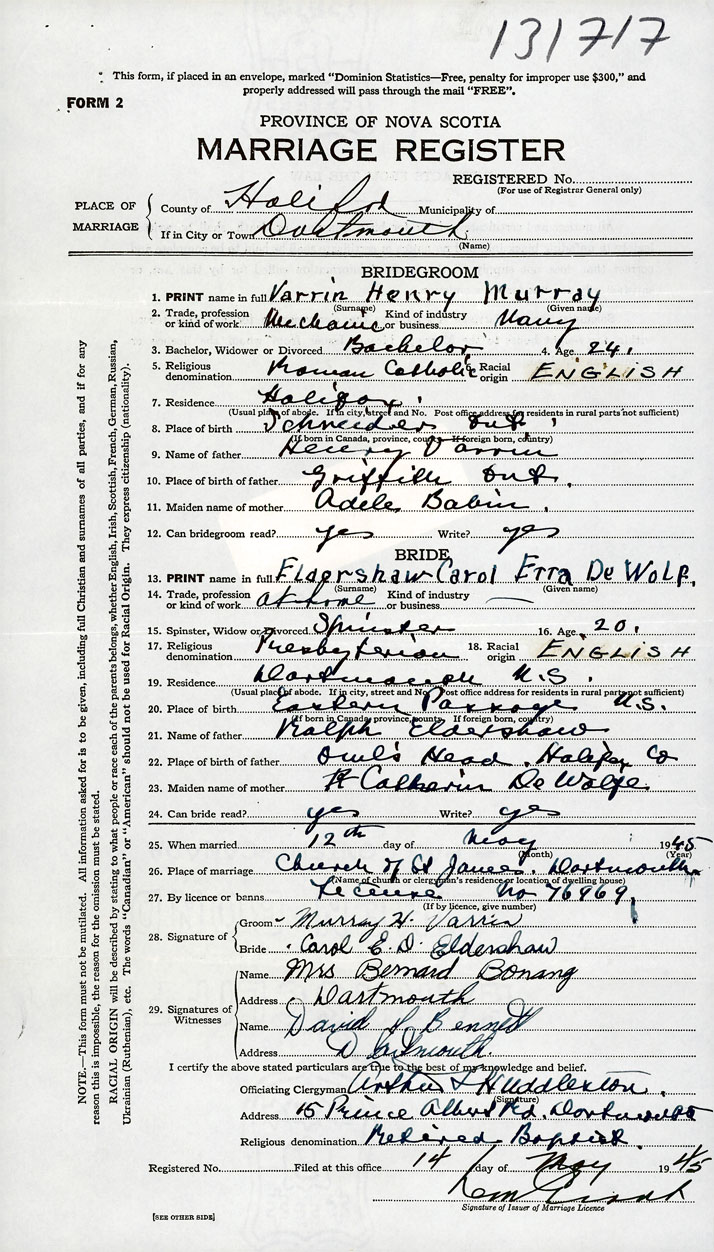 131717
This form, if placed in an envelope, marked “Dominion Statistics—Free, penalty for improper use $300,” and
properly addressed will pass through the mail “FREE”.
FORM 2
PROVINCE OF NOVA SCOTIA
MARRIAGE REGISTER
REGISTERED No.
(For use of Registrar General only)
PLACE OF MARRIAGE
County of Halifax Municipality of
If in City or Town Dartmouth
(Name)
BRIDEGROOM
1. PRINT name in full Varrin Henry Murray
(Surname) (Given name)
2. Trade, profession or kind of work Mechanic Kind of industry or business Navy
3. Bachelor, Widower or Divorced Bachelor 4. Age 24.
5. Religious denomination Roman Catholic 6. Racial origin ENGLISH
7. Residence Halifax.
(Usual place of abode. If in city, street and No. Post office address for residents in rural parts not sufficient)
8. Place of birth Schneider Ont.
(If born in Canada, province, county. If foreign born, country)
9. Name of father Henry Varrin
10. Place of birth of father Griffith Ont.
11. Maiden name of mother Adele Babin.
12. Can bridegroom read? yes Write? yes
BRIDE
13. PRINT name in full Eldershaw Carol Erra De Wolf.
(Surname) (Given name)
14. Trade, profession or kind of work at home Kind of industry or business —
15. Spinster, Widow or Divorced Spinster 16. Age 20.
17. Religious denomination Presbyterian 18. Racial origin ENGLISH
19. Residence Dartmouth N.S.
(Usual place of abode. If in city, street and No. Post office address for residents in rural parts not sufficient)
20. Place of birth Eastern Passage N.S.
(If born in Canada, province, county. If foreign born, country)
21. Name of father Ralph Eldershaw
22. Place of birth of father Owl's Head. Halifax Co
23. Maiden name of mother Catherin De Wolfe.
24. Can bride read? yes Write? yes
25. When married 12th day of May 1945
(Month) (Year)
26. Place of marriage Church of St James. Dartmouth
(Name of church or clergyman's residence or location of dwelling house)
27. By licence or banns Licence No 76969.
(If by licence, give number)
28. Signature of
Groom Murray H. Varrin
Bride Carol E. D. Eldershaw
29. Signatures of Witnesses
Name Mrs Bernard Bonang
Address Dartmouth
Name David J Bennett
Address Dartmouth.
I certify the above stated particulars are true to the best of my knowledge and belief.
Officiating Clergyman Arthur L Huddleston.
(Signature)
Address 15 Prince Albert Rd. Dartmouth
Religious denomination Retired Baptist.
Registered No. Filed at this office 14 day of May 1945
Signature of Issuer of Marriage Licence
[SEE OTHER SIDE]
NOTE.—This form must not be mutilated. All information asked for is to be given, including full Christian and surnames of all parties, and if for any
reason this is impossible, the reason for the omission must be stated.
RACIAL ORIGIN will be described by stating to what people or race each of the parents belongs, whether English, Irish, Scottish, French, German, Russian,
Ukrainian (Ruthenian), etc. The words “Canadian” or “American” should not be used for Racial Origin. They express citizenship (nationality).